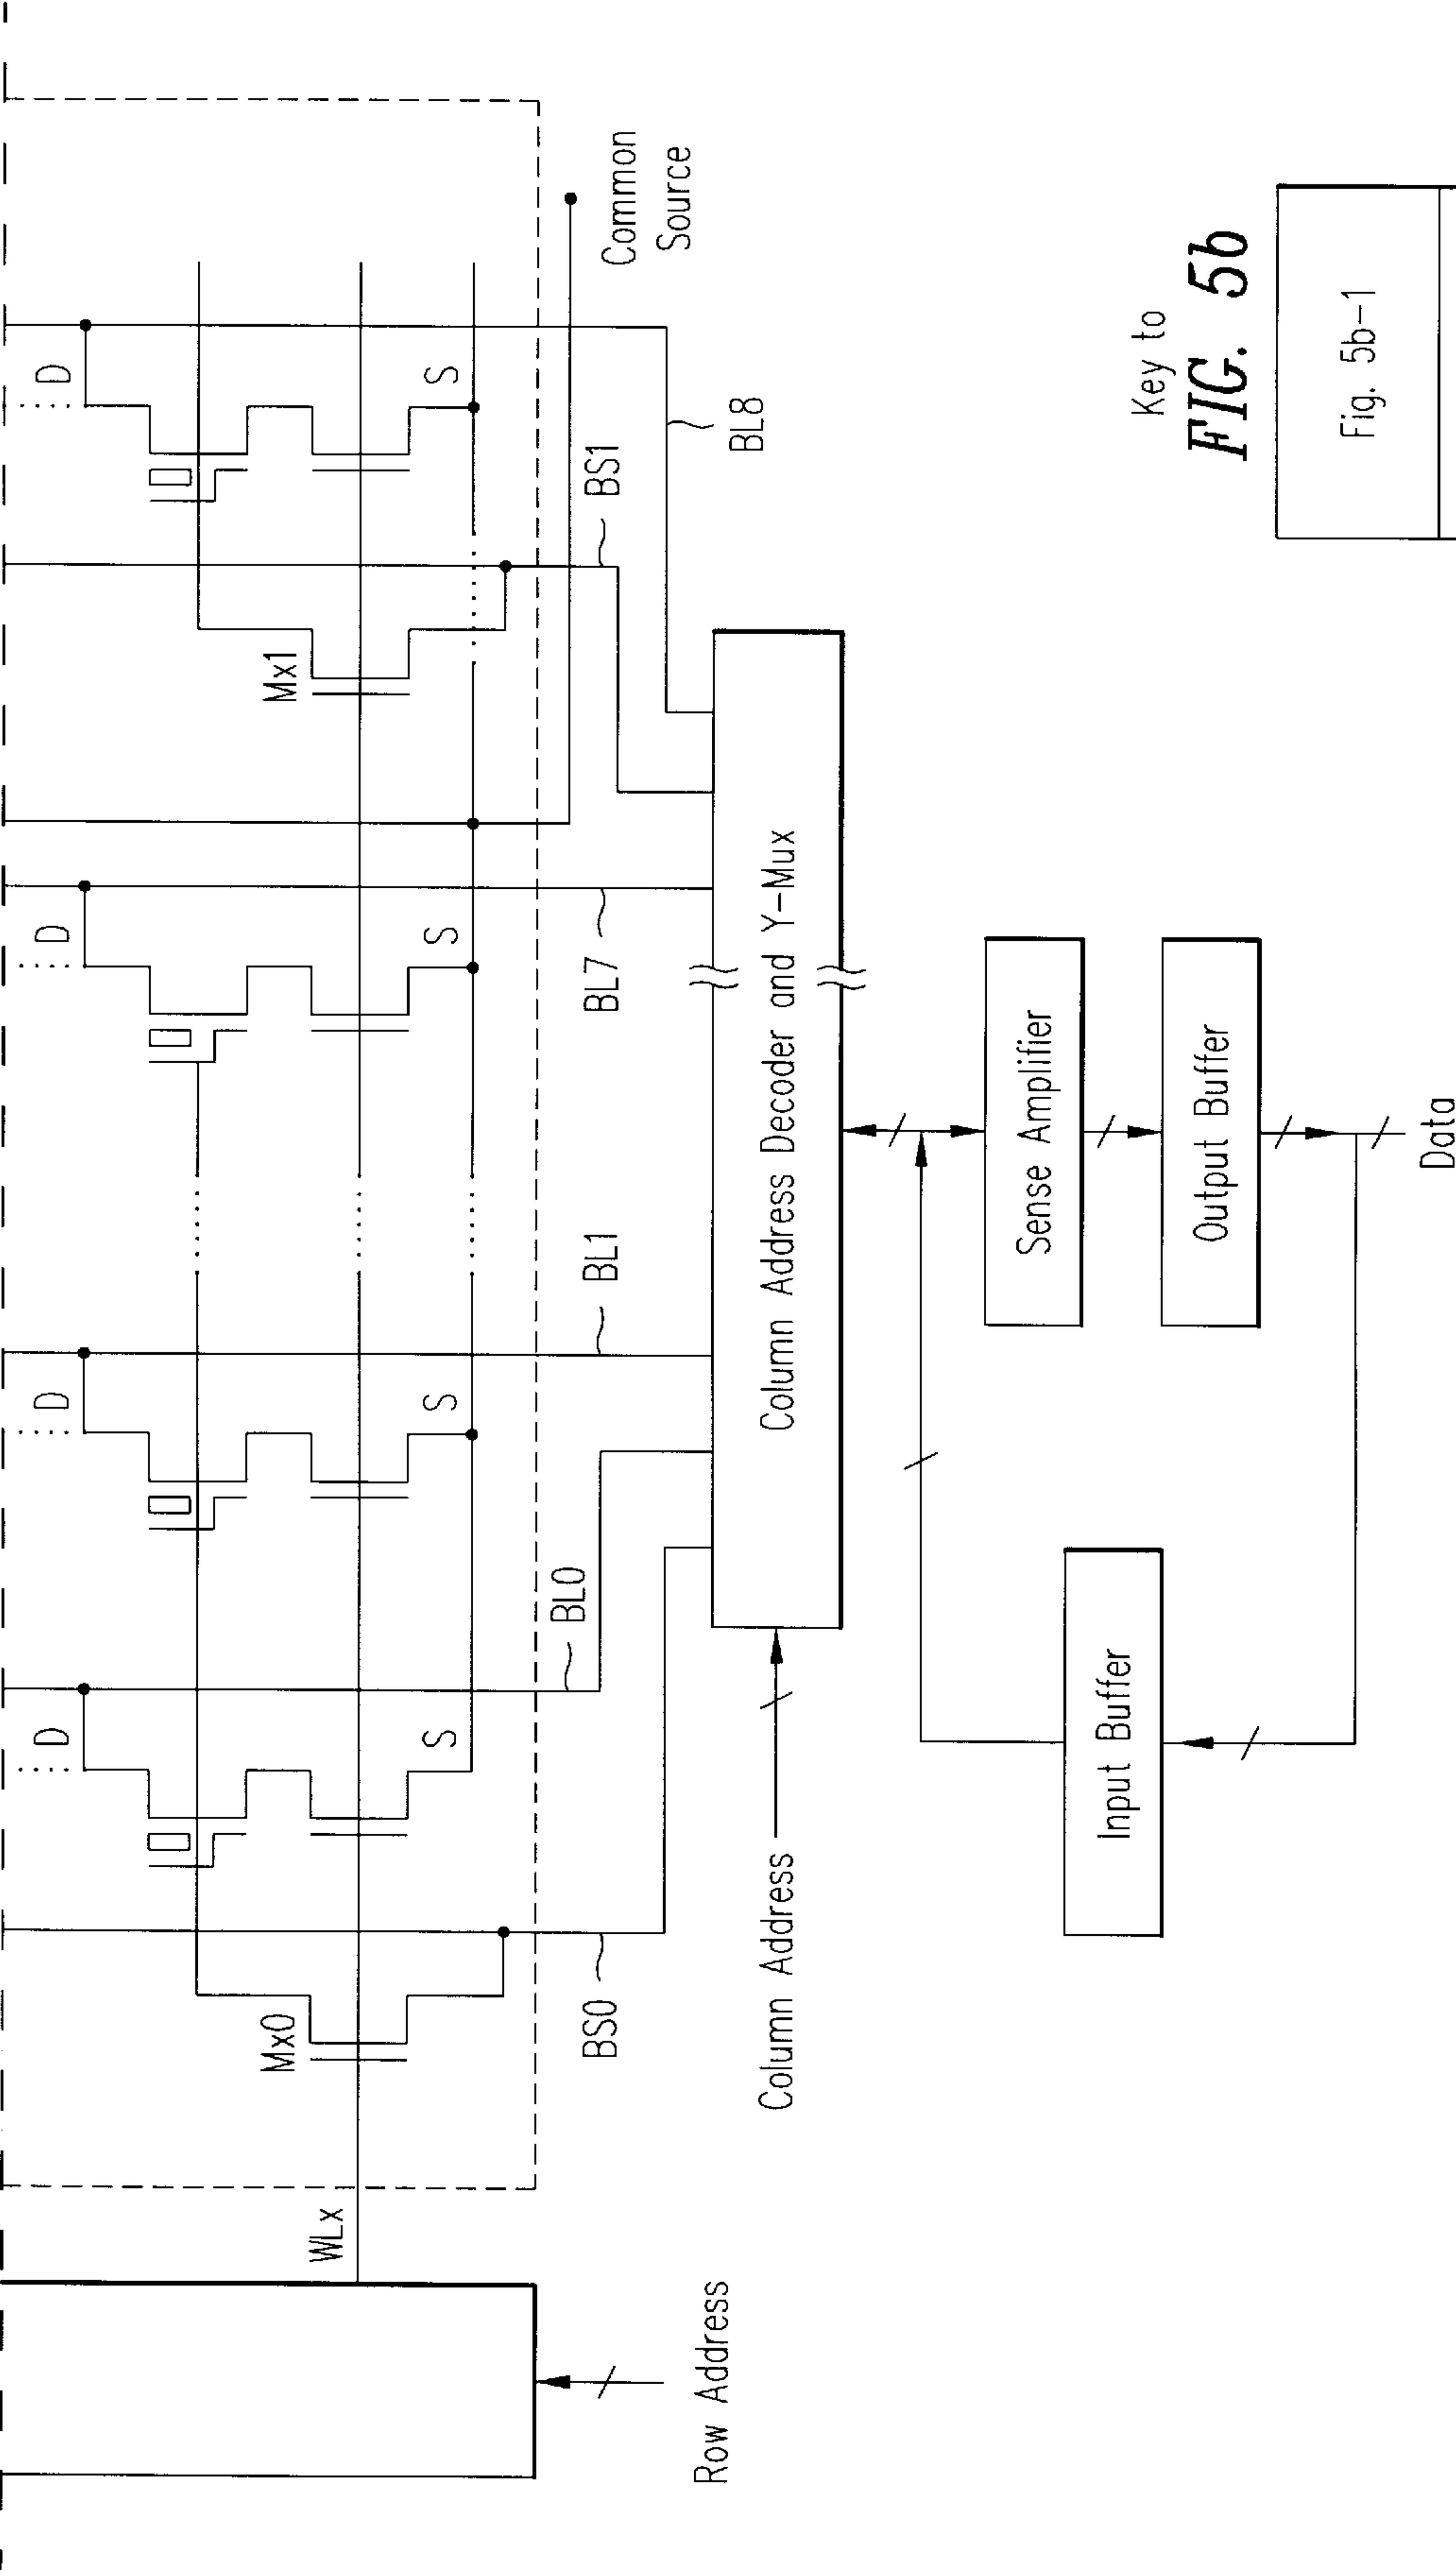 D
D
D
D
Mx0
Mx1
S
S
S
S
WLx
BS0
BL0
BL1
BL7
BS1
BL8
Common
Source
Row Address
Column Address
Column Address Decoder and Y-Mux
Sense Amplifier
Input Buffer
Output Buffer
Data
Key to
FIG. 5b
Fig. 5b-1